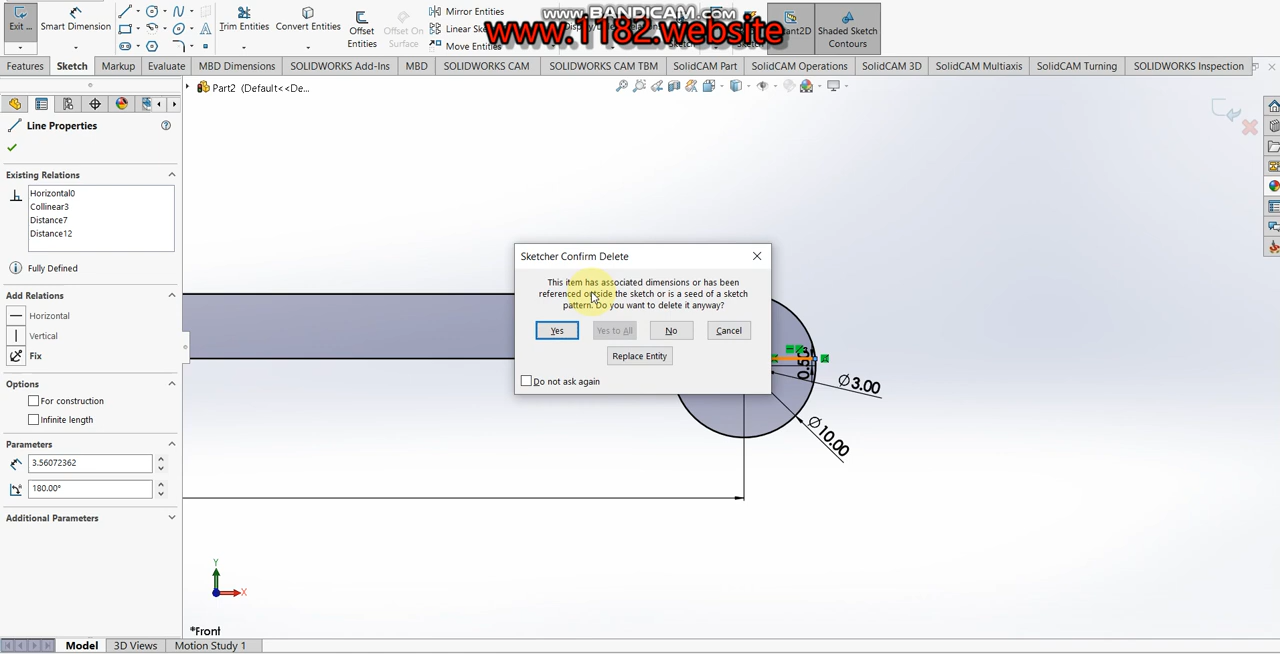 www.BANDICAM.com
www.1182.website
Exit ...
Smart Dimension
Trim Entities
Convert Entities
Offset
Entities
Offset On
Surface
Mirror Entities
Move Entities
Shaded Sketch
Contours
Features
Sketch
Markup
Evaluate
MBD Dimensions
SOLIDWORKS Add-Ins
MBD
SOLIDWORKS CAM
SOLIDWORKS CAM TBM
SolidCAM Part
SolidCAM Operations
SolidCAM 3D
SolidCAM Multiaxis
SolidCAM Turning
SOLIDWORKS Inspection
Part2 (Default<<De...
Line Properties
Existing Relations
Horizontal0
Collinear3
Distance7
Distance12
Fully Defined
Add Relations
Horizontal
Vertical
Fix
Options
For construction
Infinite length
Parameters
3.56072362
180.00°
Additional Parameters
Sketcher Confirm Delete
This item has associated dimensions or has been
referenced outside the sketch or is a seed of a sketch
pattern. Do you want to delete it anyway?
Yes
Yes to All
No
Cancel
Replace Entity
Do not ask again
0.50
Ø3.00
Ø10.00
Y
X
*Front
Model
3D Views
Motion Study 1